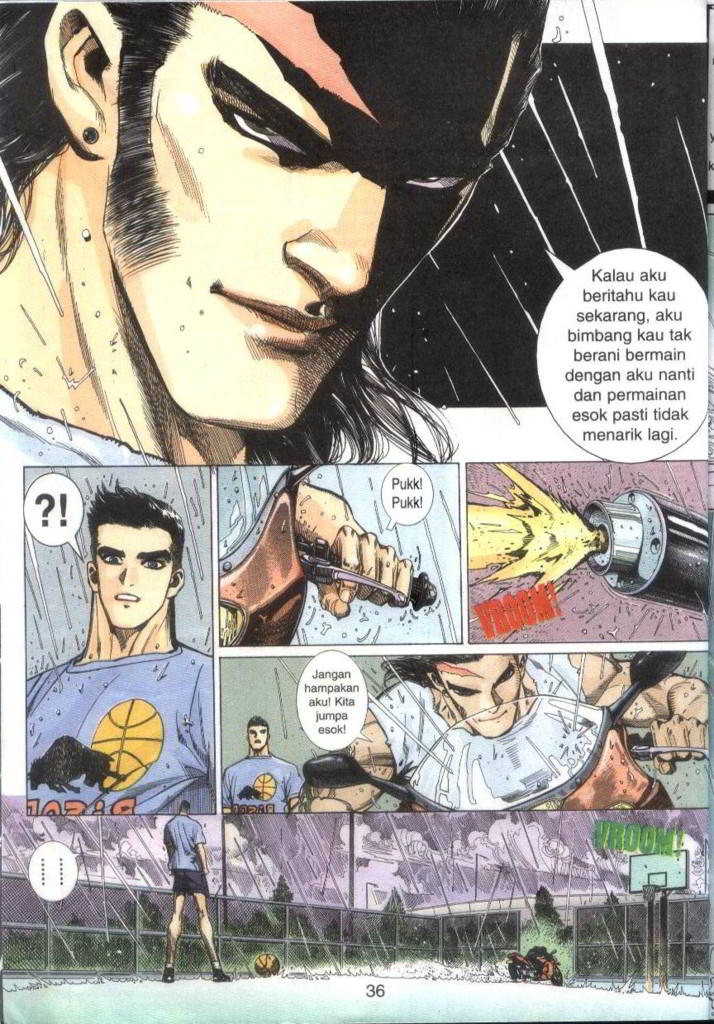 Kalau aku
beritahu kau
sekarang, aku
bimbang kau tak
berani bermain
dengan aku nanti
dan permainan
esok pasti tidak
menarik lagi.
?!
Pukk!
Pukk!
VROOM!
Jangan
hampakan
aku! Kita
jumpa
esok!
VROOM!
36